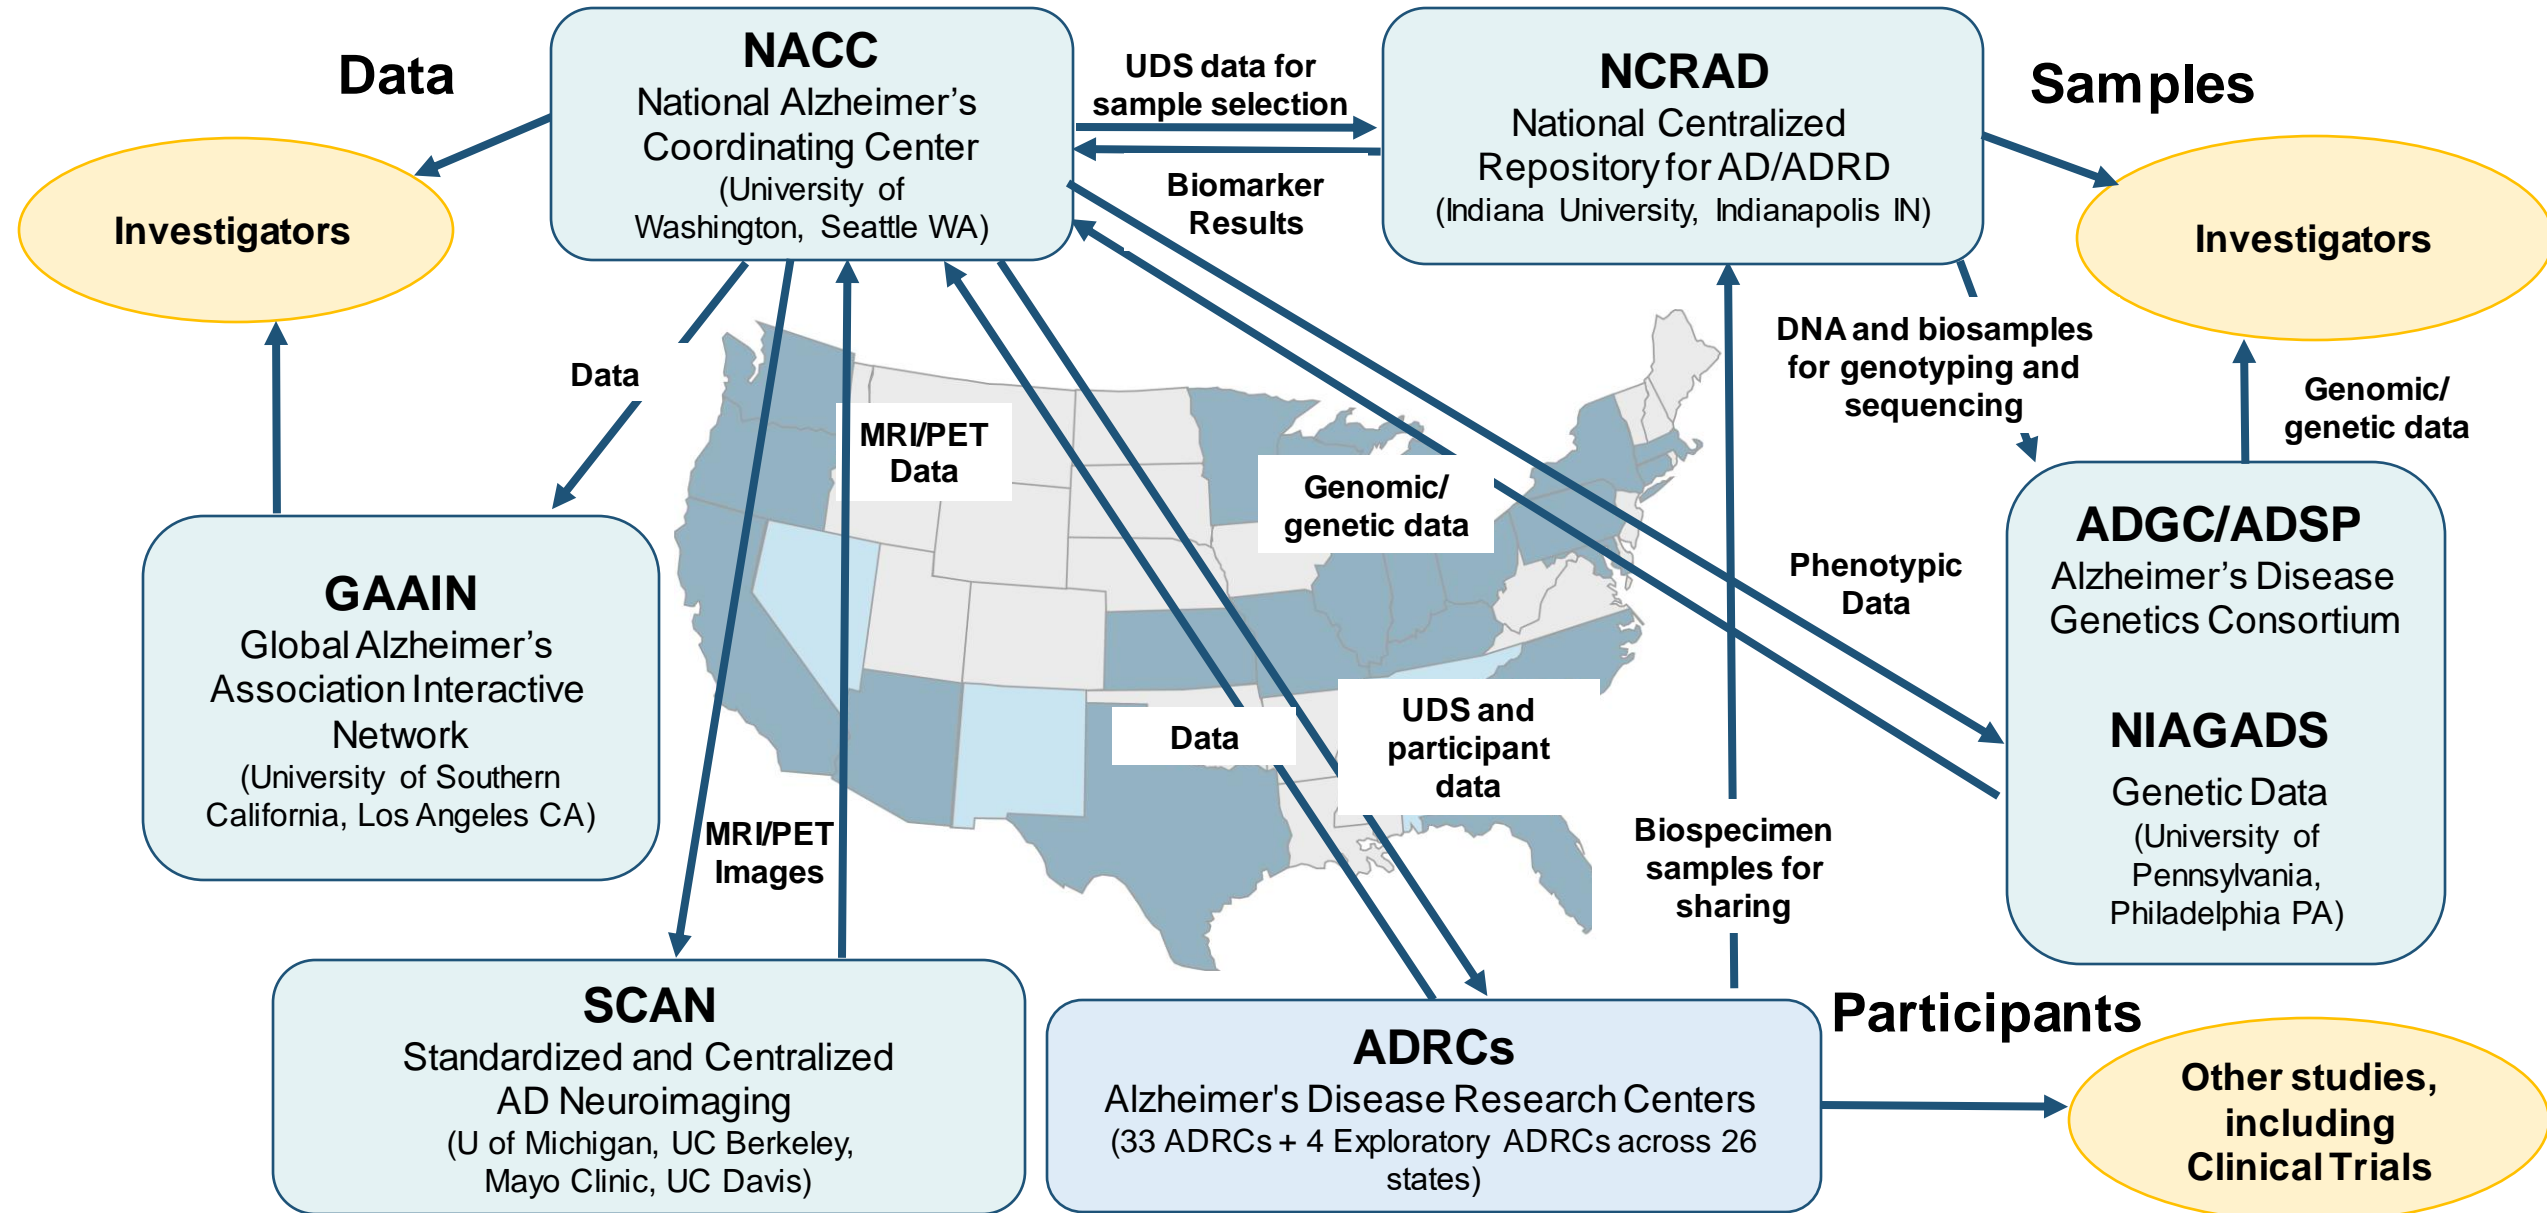 Data
NACC
National Alzheimer's
Coordinating Center
(University of
Washington, Seattle WA)
UDS data for
sample selection
Biomarker
Results
NCRAD
National Centralized
Repository for AD/ADRD
(Indiana University, Indianapolis IN)
Samples
Investigators
Investigators
Data
MRI/PET
Data
Genomic/
genetic data
DNA and biosamples
for genotyping and
sequencing
Genomic/
genetic data
Phenotypic
Data
GAAIN
Global Alzheimer's
Association Interactive
Network
(University of Southern
California, Los Angeles CA)
ADGC/ADSP
Alzheimer's Disease
Genetics Consortium
NIAGADS
Genetic Data
(University of
Pennsylvania,
Philadelphia PA)
Data
UDS and
participant
data
MRI/PET
Images
Biospecimen
samples for
sharing
SCAN
Standardized and Centralized
AD Neuroimaging
(U of Michigan, UC Berkeley,
Mayo Clinic, UC Davis)
ADRCs
Alzheimer's Disease Research Centers
(33 ADRCs + 4 Exploratory ADRCs across 26
states)
Participants
Other studies,
including
Clinical Trials